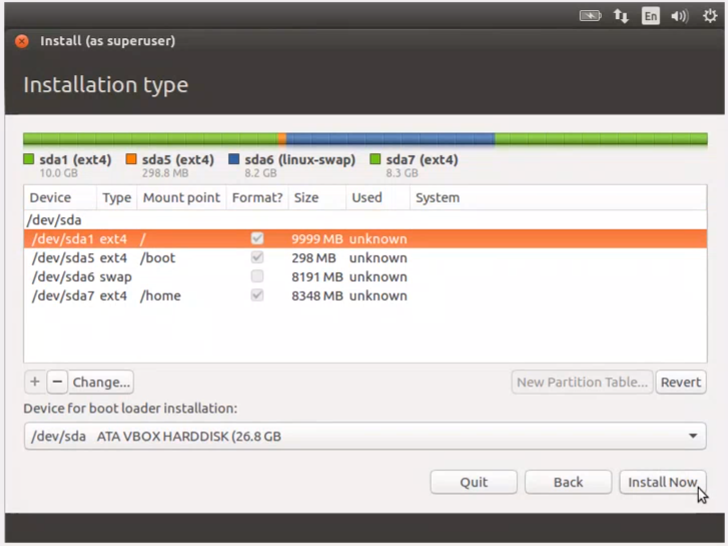 En
Install (as superuser)
Installation type
sda1 (ext4) sda5 (ext4) sda6 (linux-swap) sda7 (ext4)
10.0 GB 298.8 MB 8.2 GB 8.3 GB
Device Type Mount point Format? Size Used System
/dev/sda
/dev/sda1 ext4 / 9999 MB unknown
/dev/sda5 ext4 /boot 298 MB unknown
/dev/sda6 swap 8191 MB unknown
/dev/sda7 ext4 /home 8348 MB unknown
+ − Change... New Partition Table... Revert
Device for boot loader installation:
/dev/sda ATA VBOX HARDDISK (26.8 GB
Quit Back Install Now